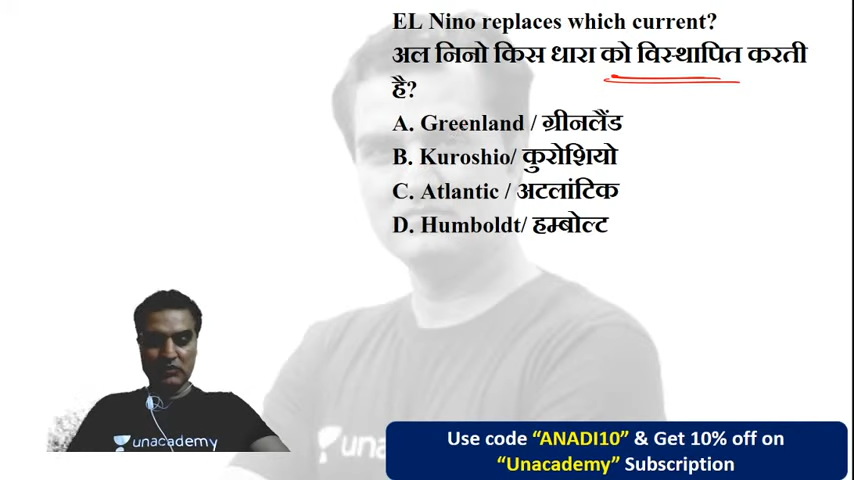 EL Nino replaces which current?
अल निनो किस धारा को विस्थापित करती
है?
A. Greenland / ग्रीनलैंड
B. Kuroshio/ कुरोशियो
C. Atlantic / अटलांटिक
D. Humboldt/ हम्बोल्ट
unacademy
una
Use code “ANADI10” & Get 10% off on
“Unacademy” Subscription